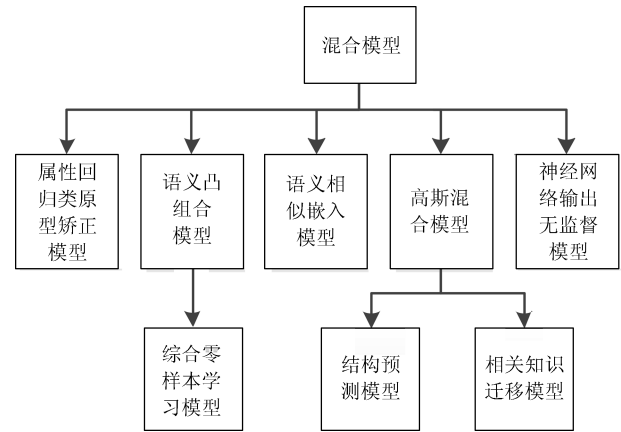 混合模型
属性回
归类原
型矫正
模型
语义凸
组合
模型
语义相
似嵌入
模型
高斯混
合模型
神经网
络输出
无监督
模型
综合零
样本学
习模型
结构预
测模型
相关知识
迁移模型